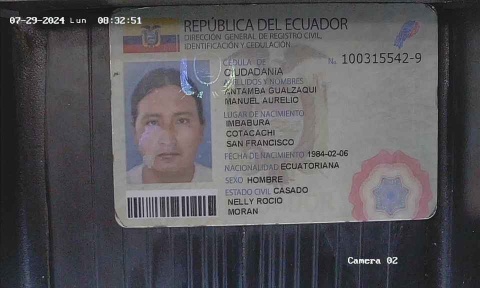 07-29-2024 Lun 08:32:51
REPÚBLICA DEL ECUADOR
DIRECCIÓN GENERAL DE REGISTRO CIVIL
IDENTIFICACIÓN Y CEDULACIÓN
CÉDULA DE No. 100315542-9
CIUDADANÍA
APELLIDOS Y NOMBRES
ANTAMBA GUALZAQUI
MANUEL AURELIO
LUGAR DE NACIMIENTO
IMBABURA
COTACACHI
SAN FRANCISCO
FECHA DE NACIMIENTO 1984-02-06
NACIONALIDAD ECUATORIANA
SEXO HOMBRE
ESTADO CIVIL CASADO
NELLY ROCIO
MORAN
Camera 02